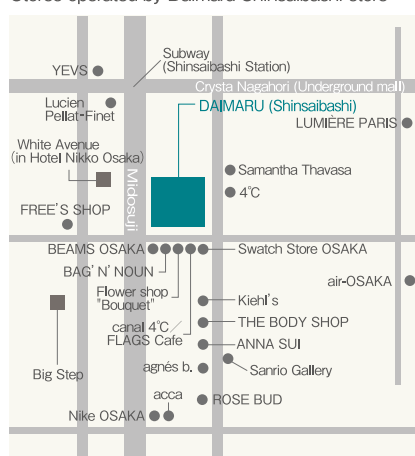 Stores operated by Daimaru Shinsaibashi store
YEVS
Subway
(Shinsaibashi Station)
Crysta Nagahori (Underground mall)
Lucien
Pellat-Finet
DAIMARU (Shinsaibashi)
LUMIÈRE PARIS
White Avenue
(in Hotel Nikko Osaka)
Samantha Thavasa
4℃
Midosuji
FREE'S SHOP
BEAMS OSAKA
Swatch Store OSAKA
BAG' N' NOUN
air-OSAKA
Flower shop
"Bouquet"
Kiehl's
canal 4℃/
FLAGS Cafe
THE BODY SHOP
ANNA SUI
Big Step
agnés b.
Sanrio Gallery
acca
ROSE BUD
Nike OSAKA